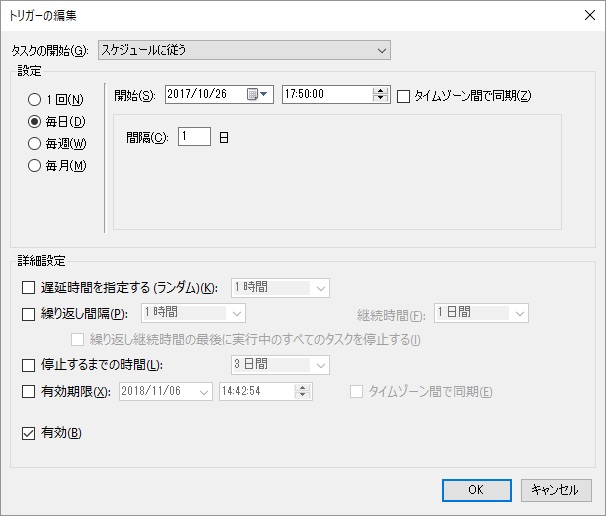 トリガーの編集
タスクの開始(G): スケジュールに従う
設定
1 回(N)
毎日(D)
毎週(W)
毎月(M)
開始(S): 2017/10/26 17:50:00 タイムゾーン間で同期(Z)
間隔(C): 1 日
詳細設定
遅延時間を指定する (ランダム)(K): 1 時間
繰り返し間隔(P): 1 時間 継続時間(F): 1 日間
繰り返し継続時間の最後に実行中のすべてのタスクを停止する(I)
停止するまでの時間(L): 3 日間
有効期限(X): 2018/11/06 14:42:54 タイムゾーン間で同期(E)
有効(B)
OK キャンセル